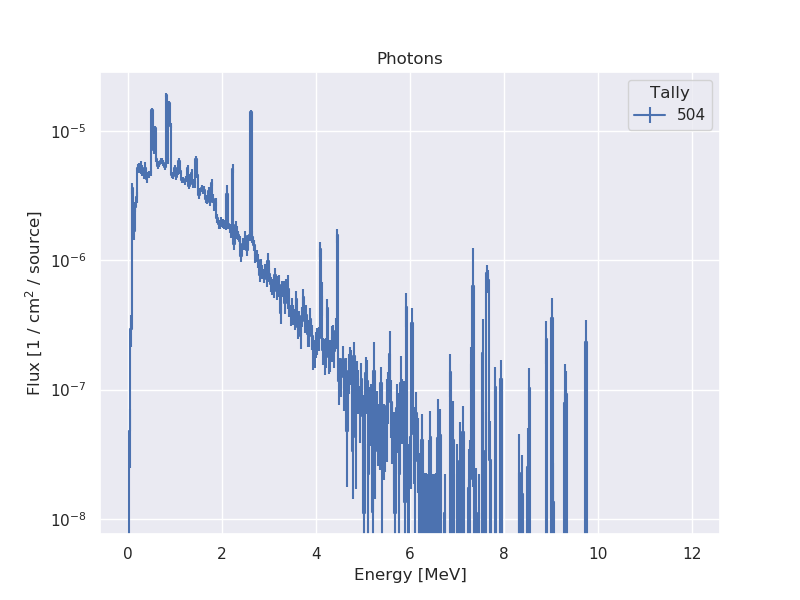 Photons
Tally
504
10⁻⁵
10⁻⁶
10⁻⁷
10⁻⁸
Flux [1 / cm² / source]
0 2 4 6 8 10 12
Energy [MeV]